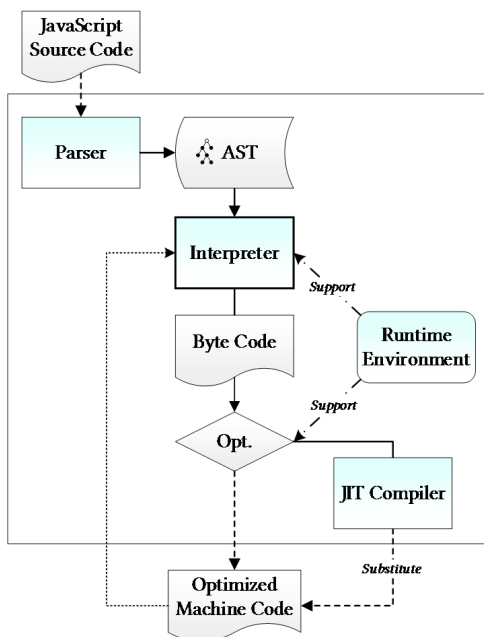 JavaScript
Source Code
Parser
AST
Interpreter
Support
Byte Code
Runtime
Environment
Support
Opt.
JIT Compiler
Substitute
Optimized
Machine Code